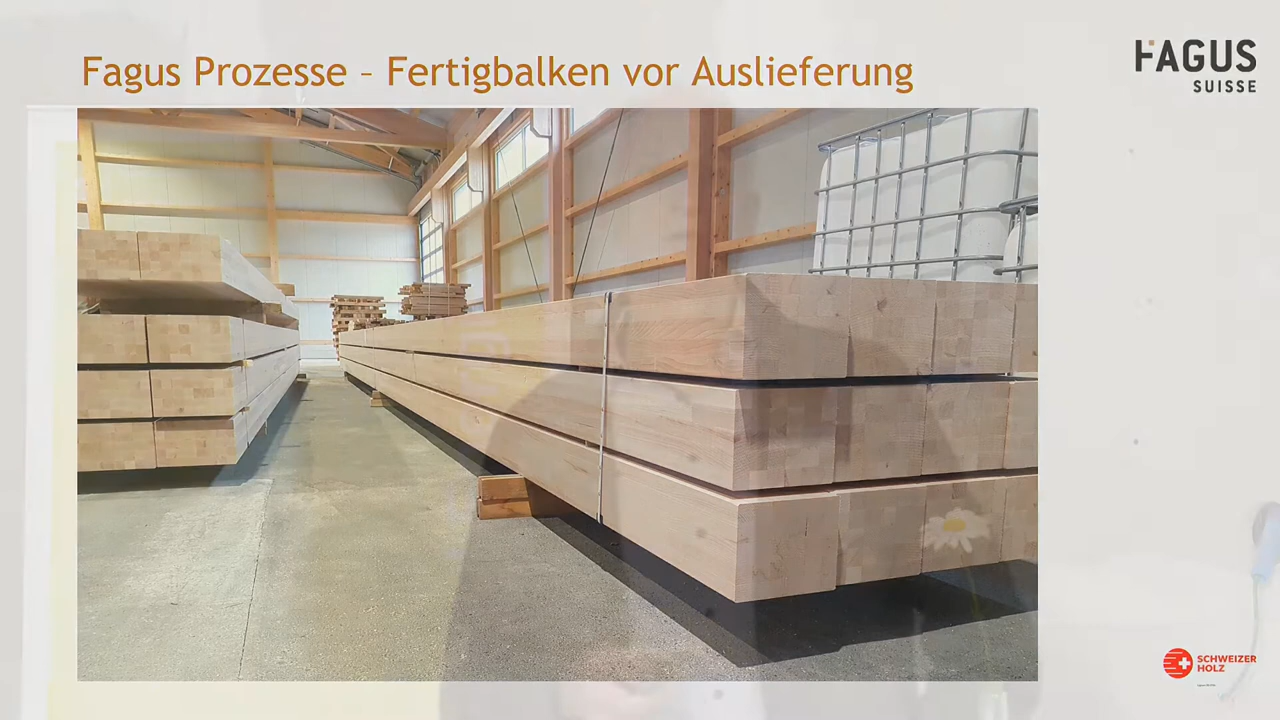 Fagus Prozesse – Fertigbalken vor Auslieferung
FAGUS
SUISSE
SCHWEIZER
HOLZ